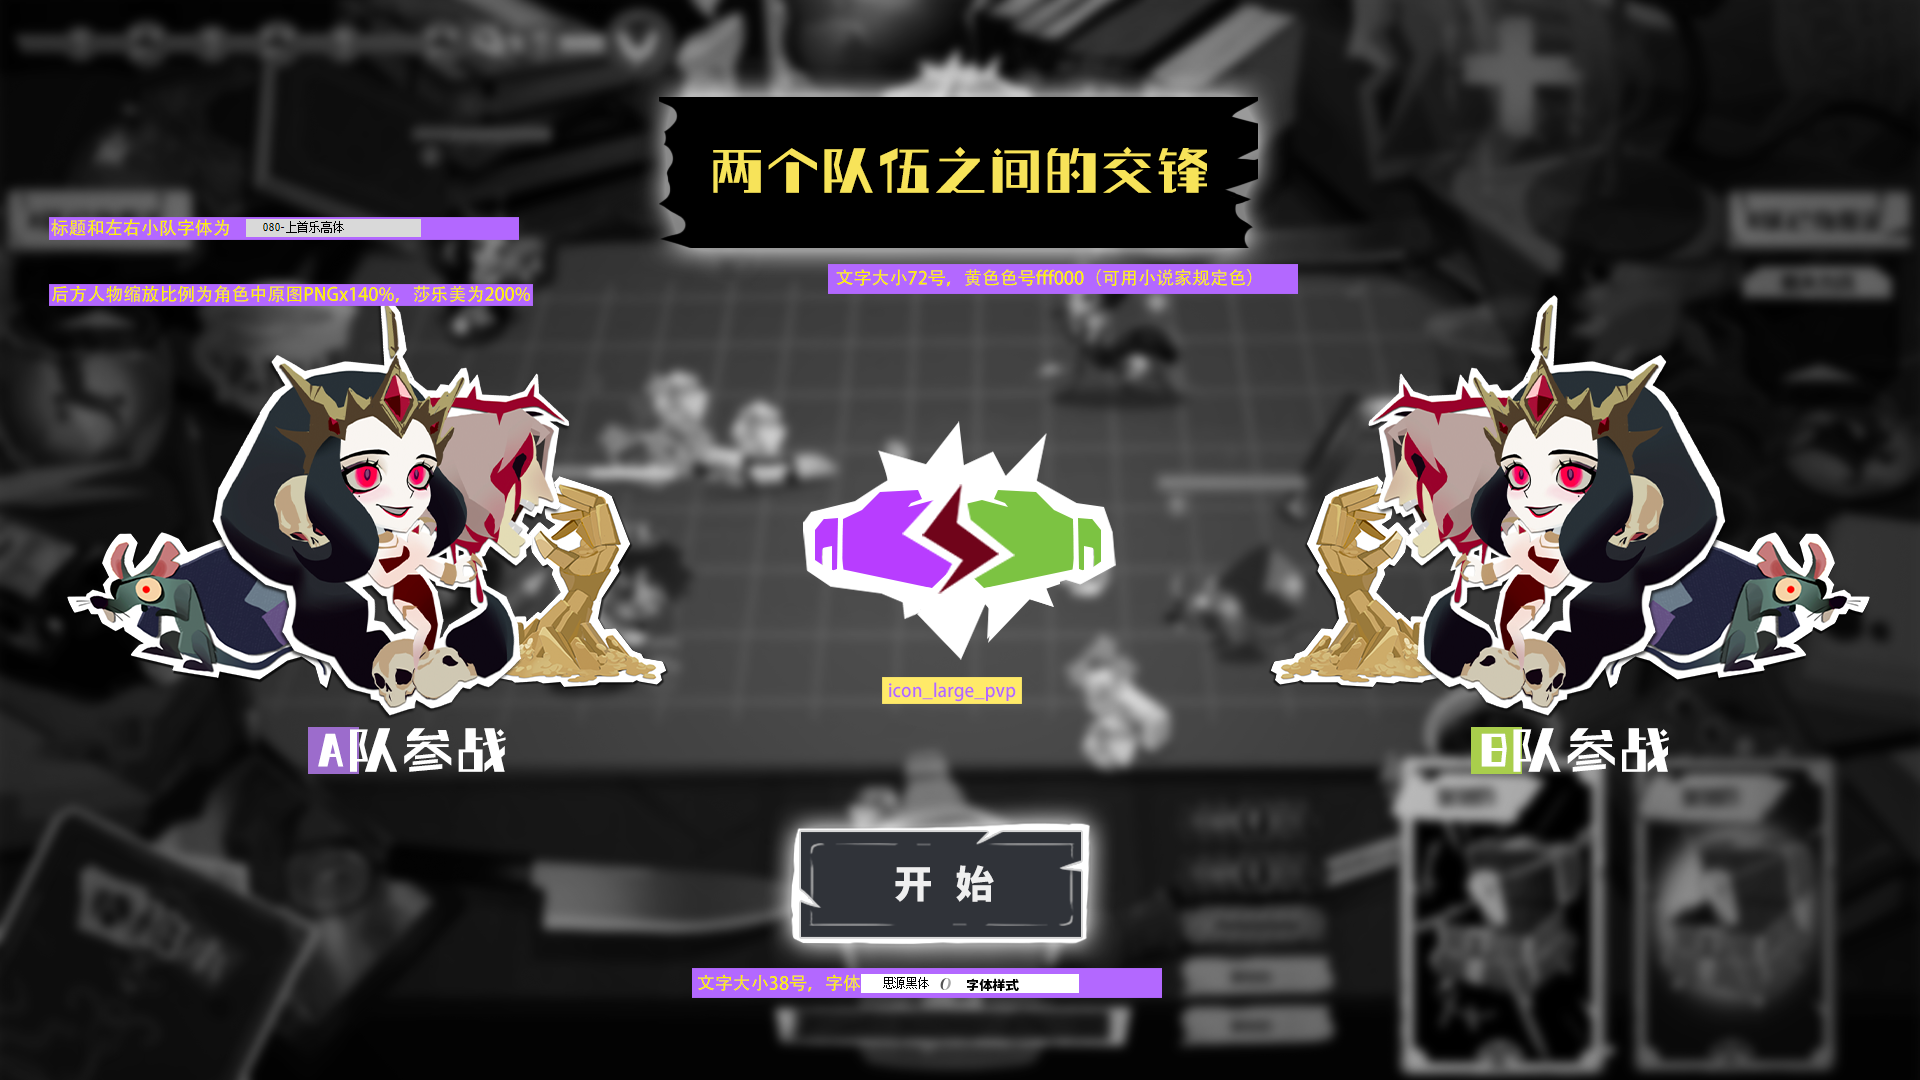 两个队伍之间的交锋
标题和左右小队字体为 080-上首乐高体
文字大小72号，黄色色号fff000（可用小说家规定色）
后方人物缩放比例为角色中原图PNGx140%，莎乐美为200%
icon_large_pvp
A队参战
B队参战
开始
文字大小38号，字体 思源黑体 O 字体样式